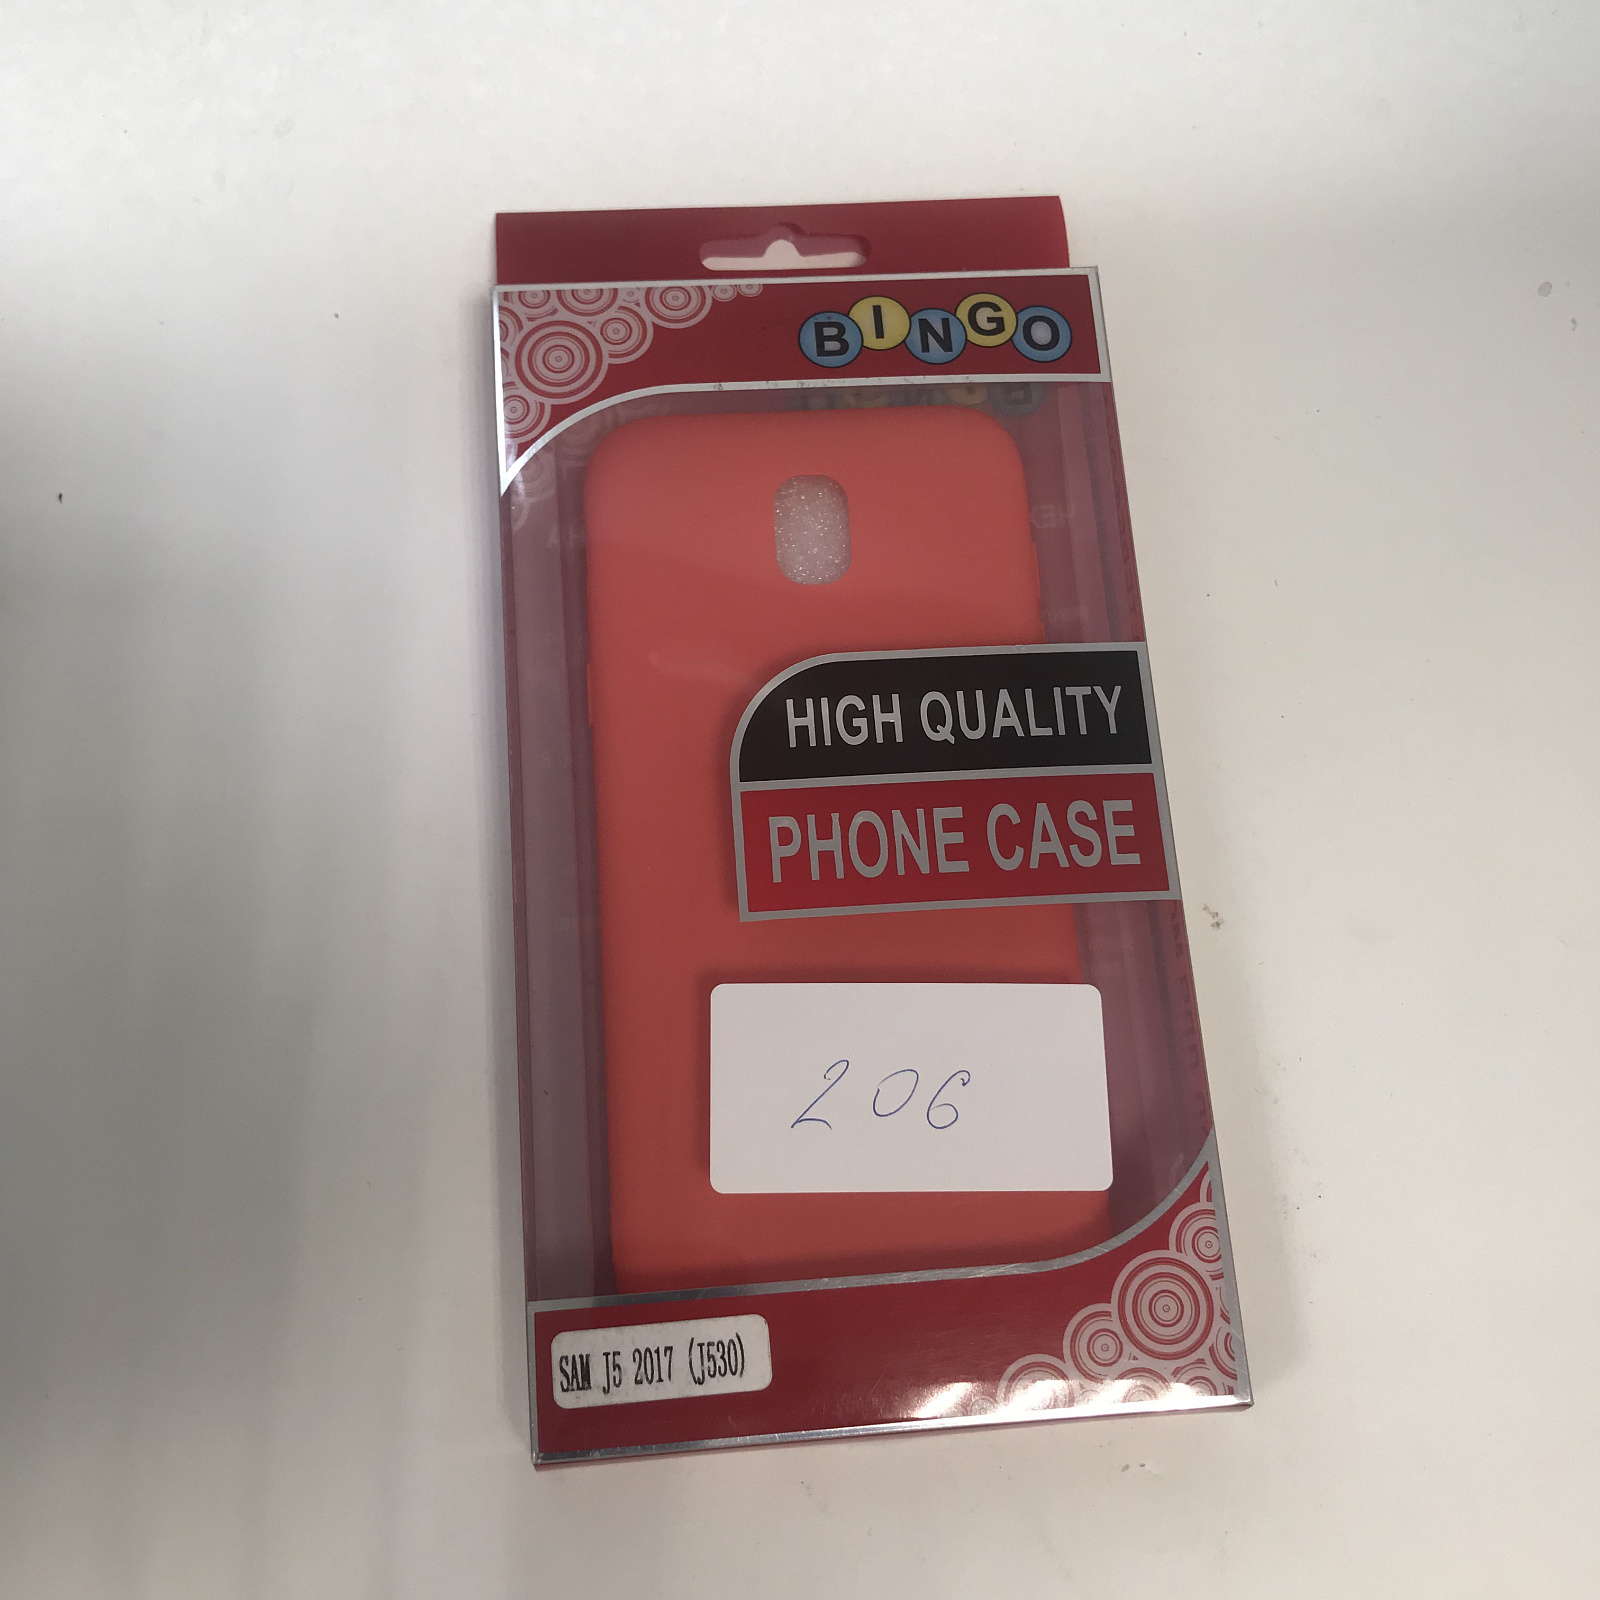 BINGO
HIGH QUALITY
PHONE CASE
206
SAM J5 2017 (J530)